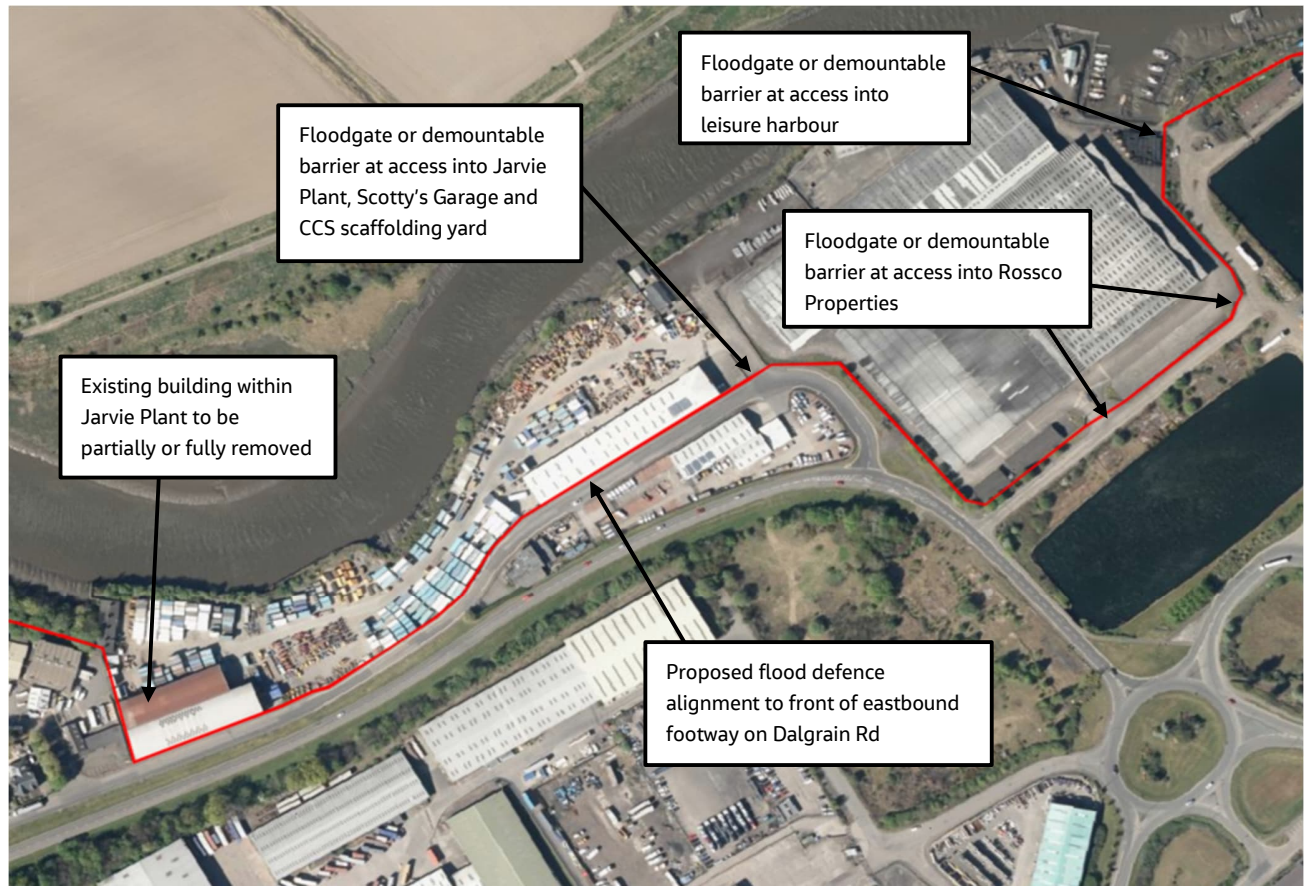 Floodgate or demountable
barrier at access into
leisure harbour
Floodgate or demountable
barrier at access into Jarvie
Plant, Scotty's Garage and
CCS scaffolding yard
Floodgate or demountable
barrier at access into Rossco
Properties
Existing building within
Jarvie Plant to be
partially or fully removed
Proposed flood defence
alignment to front of eastbound
footway on Dalgrain Rd